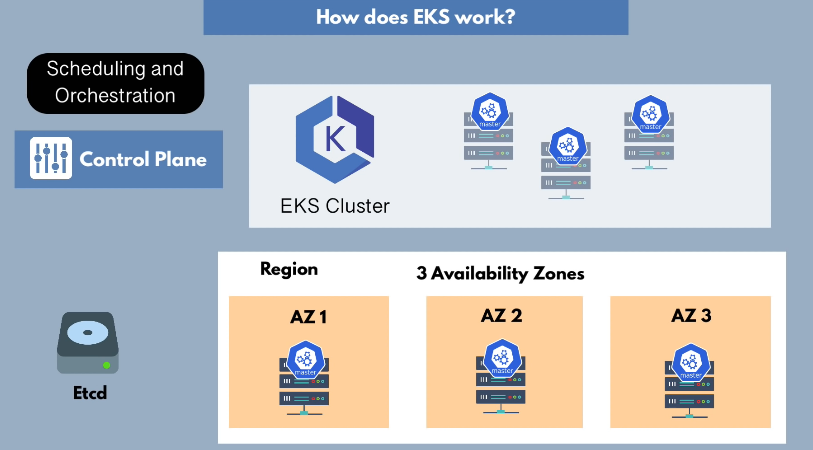 How does EKS work?
Scheduling and
Orchestration
Control Plane
K
EKS Cluster
master
master
master
Region
3 Availability Zones
AZ 1
AZ 2
AZ 3
master
master
master
Etcd